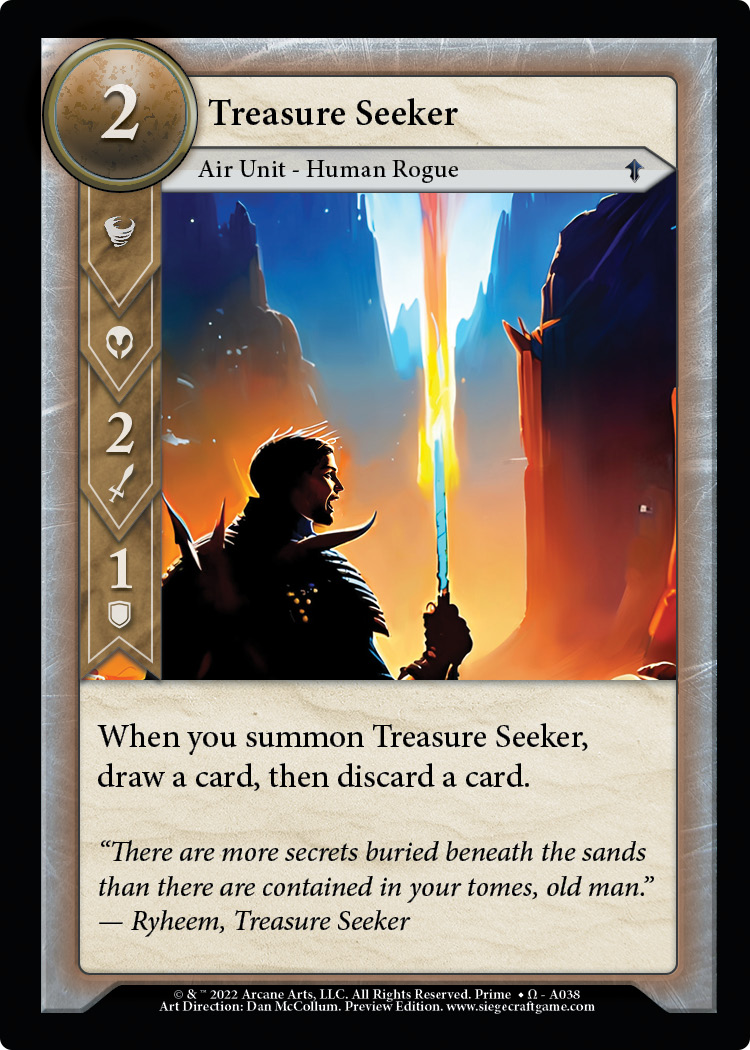 2
Treasure Seeker
Air Unit - Human Rogue
2
1
When you summon Treasure Seeker,
draw a card, then discard a card.
“There are more secrets buried beneath the sands
than there are contained in your tomes, old man.”
— Ryheem, Treasure Seeker
© & ™ 2022 Arcane Arts, LLC. All Rights Reserved. Prime ⬥ Ω - A038
Art Direction: Dan McCollum. Preview Edition. www.siegecraftgame.com